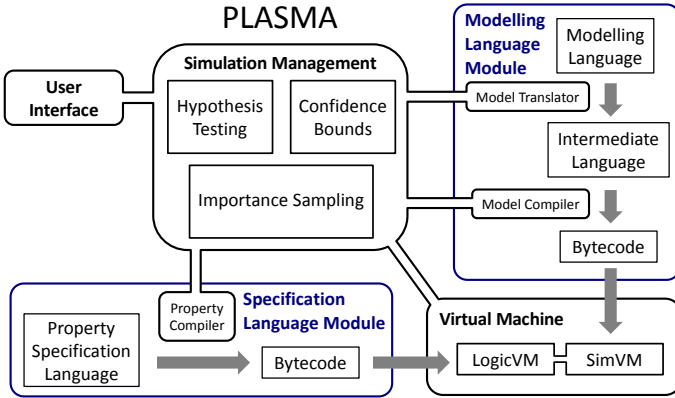 PLASMA
Simulation Management
Hypothesis
Testing
Confidence
Bounds
Importance Sampling
User
Interface
Modelling
Language
Module
Modelling
Language
Model Translator
Intermediate
Language
Model Compiler
Bytecode
Property
Compiler
Specification
Language Module
Property
Specification
Language
Bytecode
Virtual Machine
LogicVM
SimVM